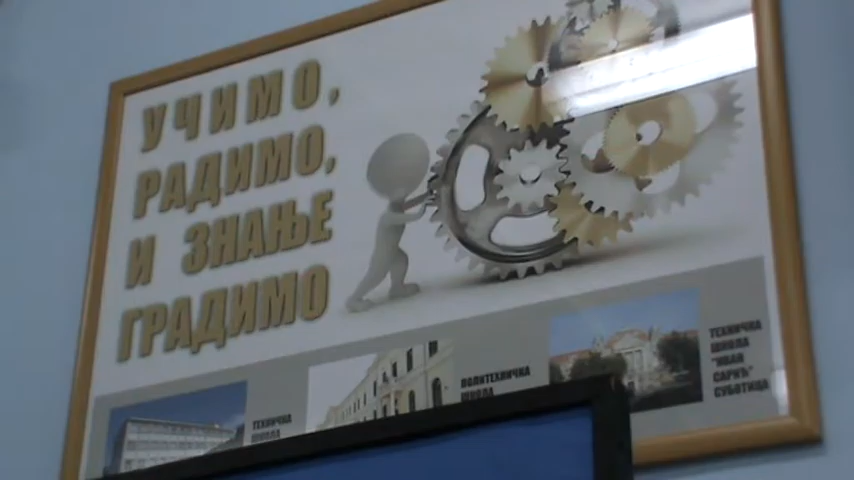 УЧИМО,
РАДИМО,
И ЗНАЊЕ
ГРАДИМО
ТЕХНИЧКА
ШКОЛА
ПОЛИТЕХНИЧКА
ШКОЛА
ТЕХНИЧКА
ШКОЛА
"ИВАН
САРИЋ"
СУБОТИЦА